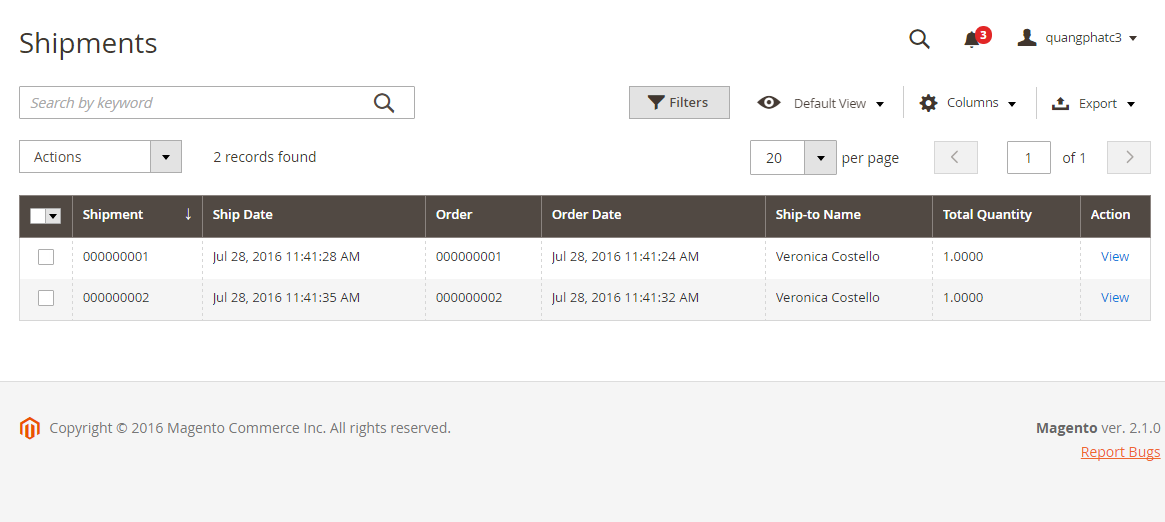 Shipments
3
quangphatc3
Search by keyword
Filters
Default View
Columns
Export
Actions
2 records found
20 per page
1 of 1
Shipment ↓ Ship Date Order Order Date Ship-to Name Total Quantity Action
000000001 Jul 28, 2016 11:41:28 AM 000000001 Jul 28, 2016 11:41:24 AM Veronica Costello 1.0000 View
000000002 Jul 28, 2016 11:41:35 AM 000000002 Jul 28, 2016 11:41:32 AM Veronica Costello 1.0000 View
Copyright © 2016 Magento Commerce Inc. All rights reserved.
Magento ver. 2.1.0
Report Bugs